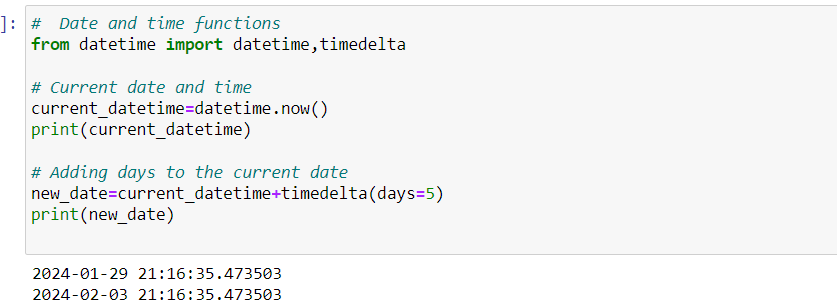 ]: #  Date and time functions
from datetime import datetime,timedelta
# Current date and time
current_datetime=datetime.now()
print(current_datetime)
# Adding days to the current date
new_date=current_datetime+timedelta(days=5)
print(new_date)
2024-01-29 21:16:35.473503
2024-02-03 21:16:35.473503